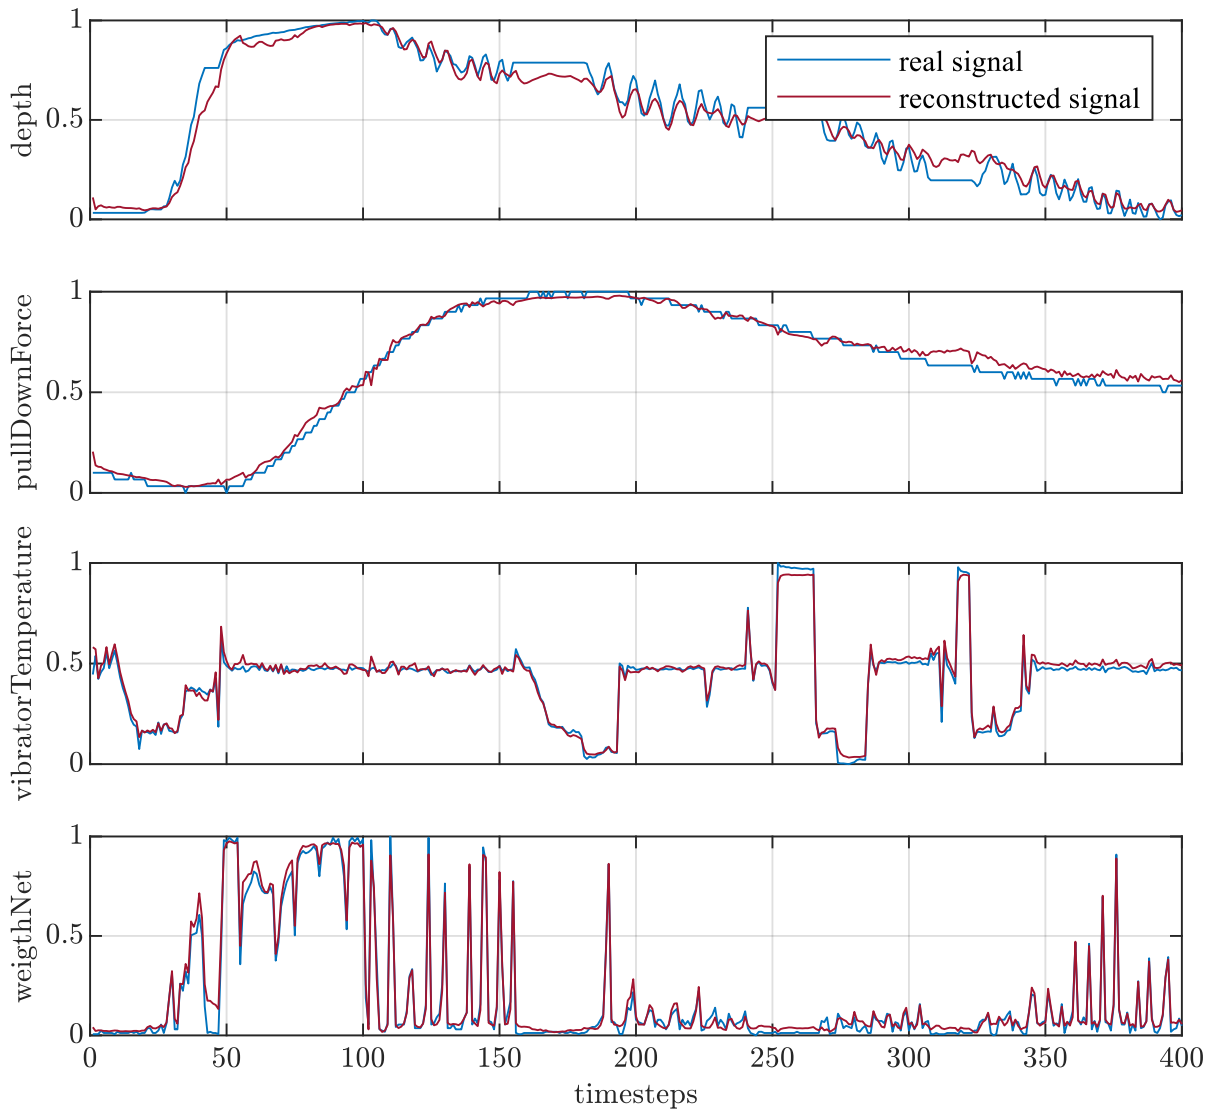 1
0.5
0
depth
real signal
reconstructed signal
1
0.5
0
pullDownForce
1
0.5
0
vibratorTemperature
1
0.5
0
weigthNet
0 50 100 150 200 250 300 350 400
timesteps